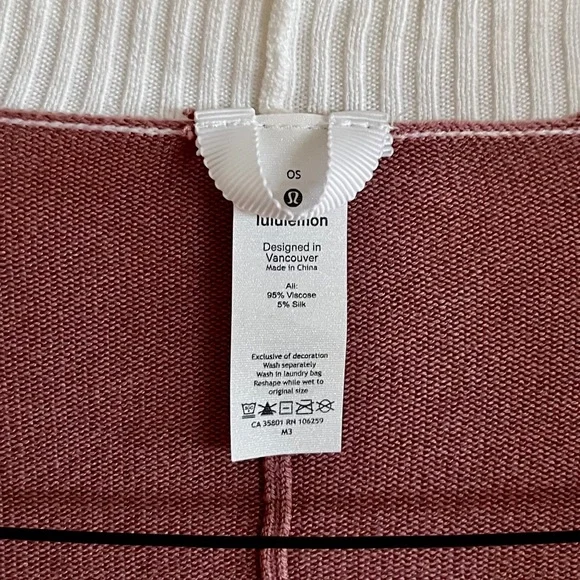 OS
lululemon
Designed in
Vancouver
Made in China
All:
95% Viscose
5% Silk
Exclusive of decoration
Wash separately
Wash in laundry bag
Reshape while wet to
original size
CA 35801 RN 106259
M3